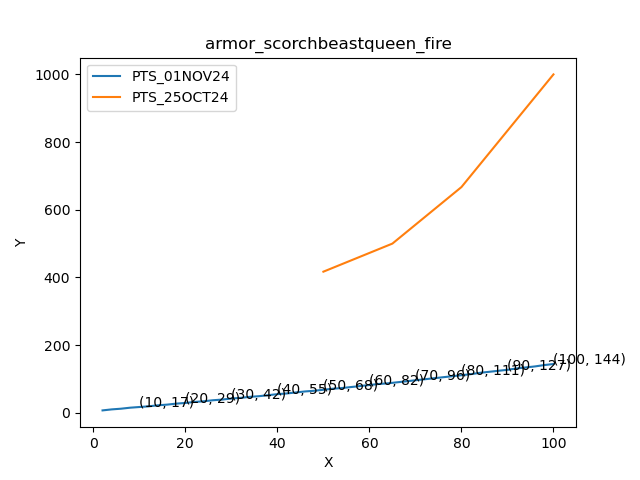 armor_scorchbeastqueen_fire
PTS_01NOV24
PTS_25OCT24
1000
800
600
400
200
0
Y
(10, 17)
(20, 29)
(30, 42)
(40, 55)
(50, 68)
(60, 82)
(70, 96)
(80, 111)
(90, 127)
(100, 144)
0 20 40 60 80 100
X